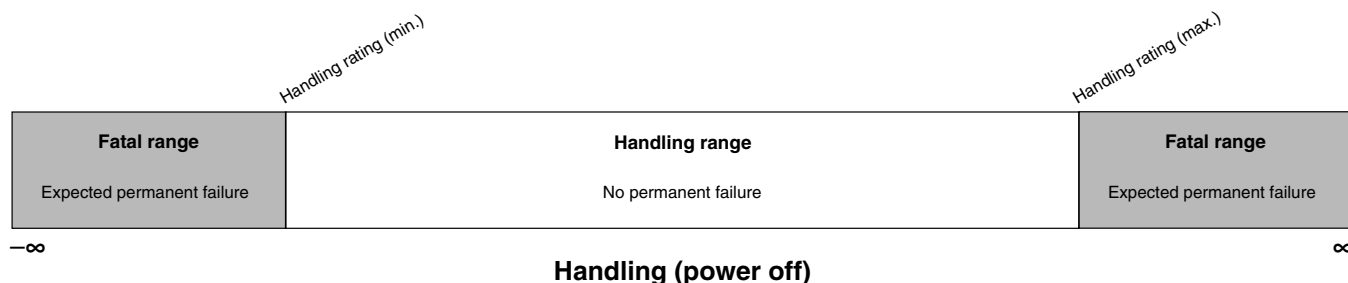 Handling rating (min.)
Handling rating (max.)
Fatal range
Handling range
Fatal range
Expected permanent failure
No permanent failure
Expected permanent failure
–∞
∞
Handling (power off)